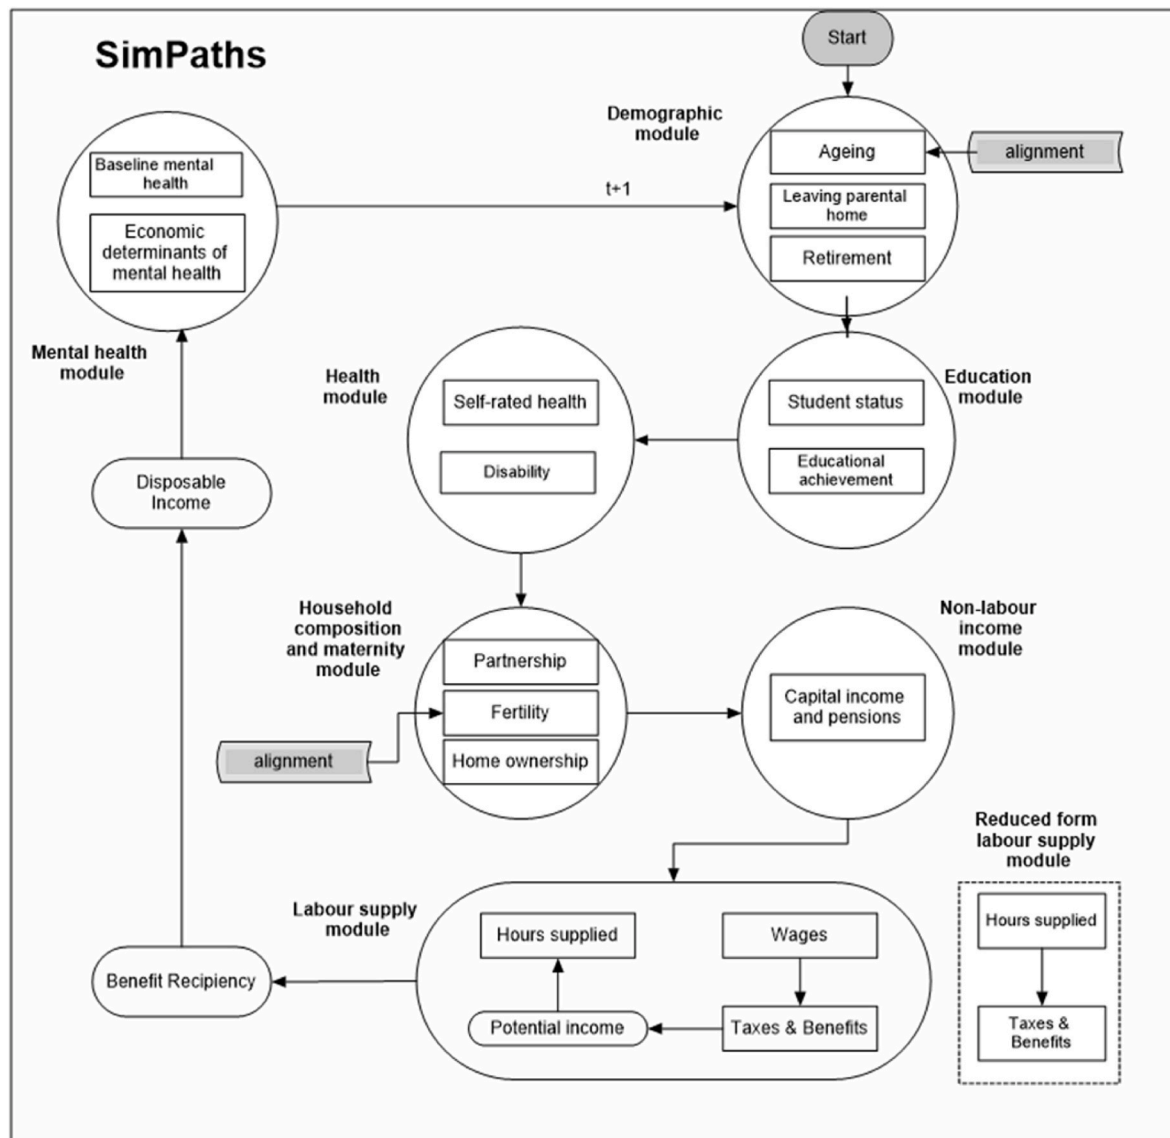 SimPaths
Start
Demographic
module
Ageing
alignment
Leaving parental
home
Retirement
Baseline mental
health
Economic
determinants of
mental health
t+1
Mental health
module
Health
module
Self-rated health
Disability
Education
module
Student status
Educational
achievement
Disposable
Income
Household
composition
and maternity
module
Partnership
Fertility
Home ownership
alignment
Non-labour
income
module
Capital income
and pensions
Reduced form
labour supply
module
Hours supplied
Taxes &
Benefits
Labour supply
module
Hours supplied
Wages
Potential income
Taxes & Benefits
Benefit Recipiency